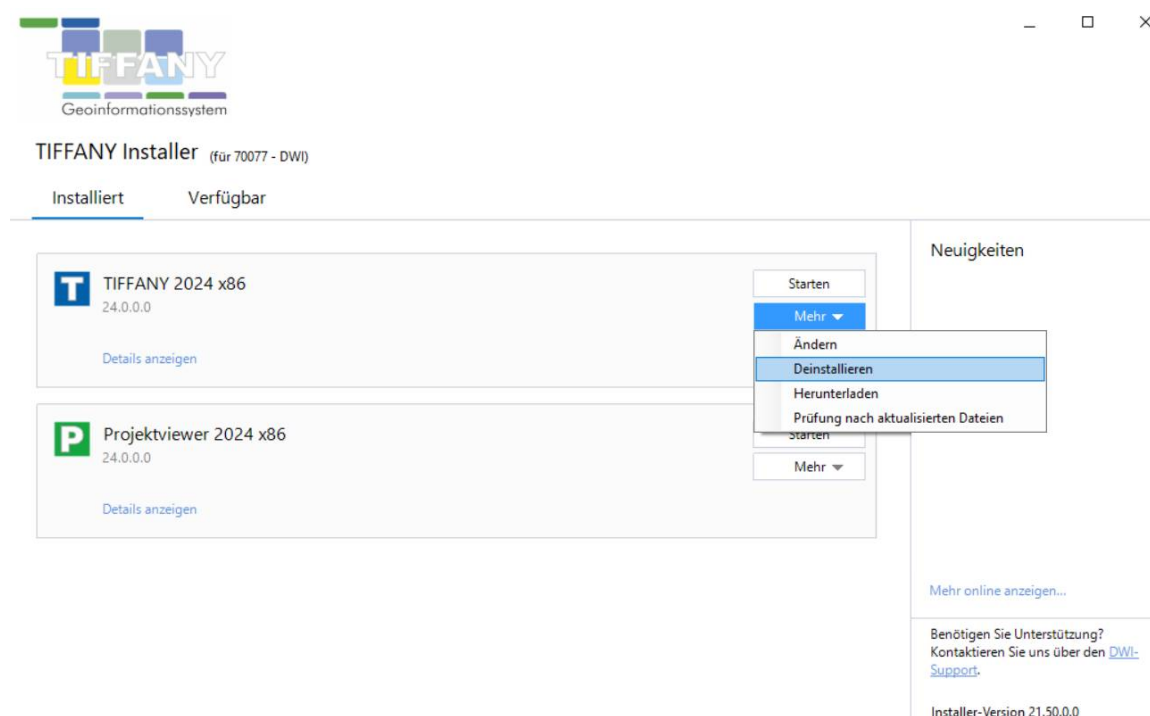 TIFFANY
Geoinformationssystem
TIFFANY Installer (für 70077 - DWI)
Installiert Verfügbar
TIFFANY 2024 x86
24.0.0.0
Details anzeigen
Starten
Mehr
Ändern
Deinstallieren
Herunterladen
Prüfung nach aktualisierten Dateien
Projektviewer 2024 x86
24.0.0.0
Details anzeigen
Starten
Mehr
Neuigkeiten
Mehr online anzeigen...
Benötigen Sie Unterstützung?
Kontaktieren Sie uns über den DWI-
Support.
Installer-Version 21.50.0.0